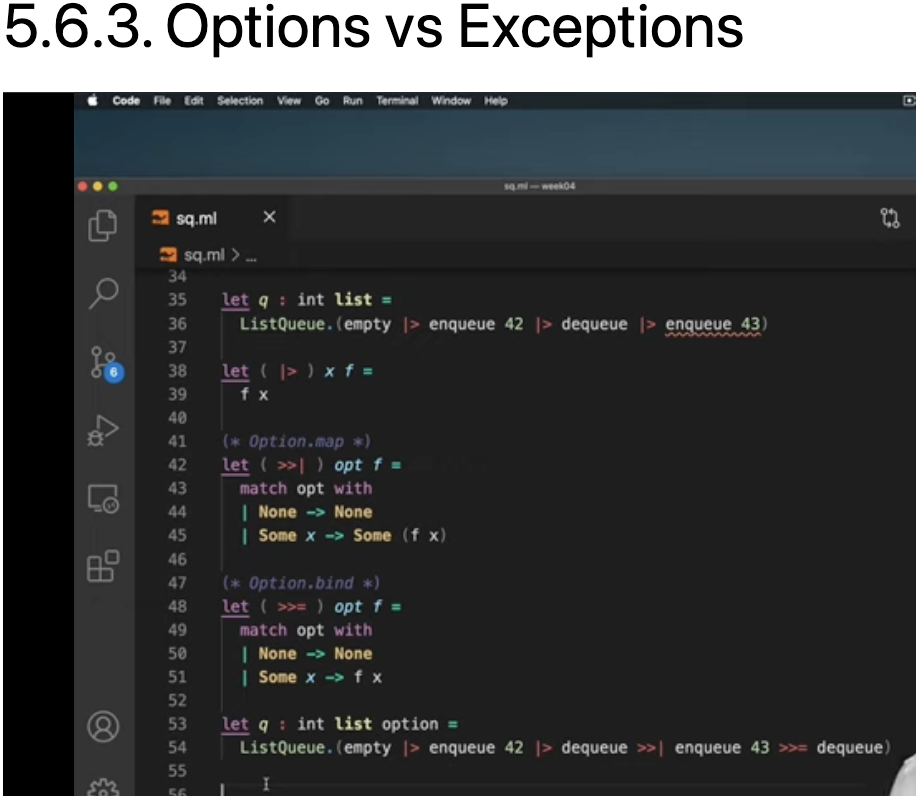 5.6.3. Options vs Exceptions
Code File Edit Selection View Go Run Terminal Window Help
sq.ml — week04
sq.ml ×
sq.ml > ...
34
35 let q : int list =
36 ListQueue.(empty |> enqueue 42 |> dequeue |> enqueue 43)
37
38 let ( |> ) x f =
39 f x
40
41 (* Option.map *)
42 let ( >>| ) opt f =
43 match opt with
44 | None -> None
45 | Some x -> Some (f x)
46
47 (* Option.bind *)
48 let ( >>= ) opt f =
49 match opt with
50 | None -> None
51 | Some x -> f x
52
53 let q : int list option =
54 ListQueue.(empty |> enqueue 42 |> dequeue >>| enqueue 43 >>= dequeue)
55
56
6